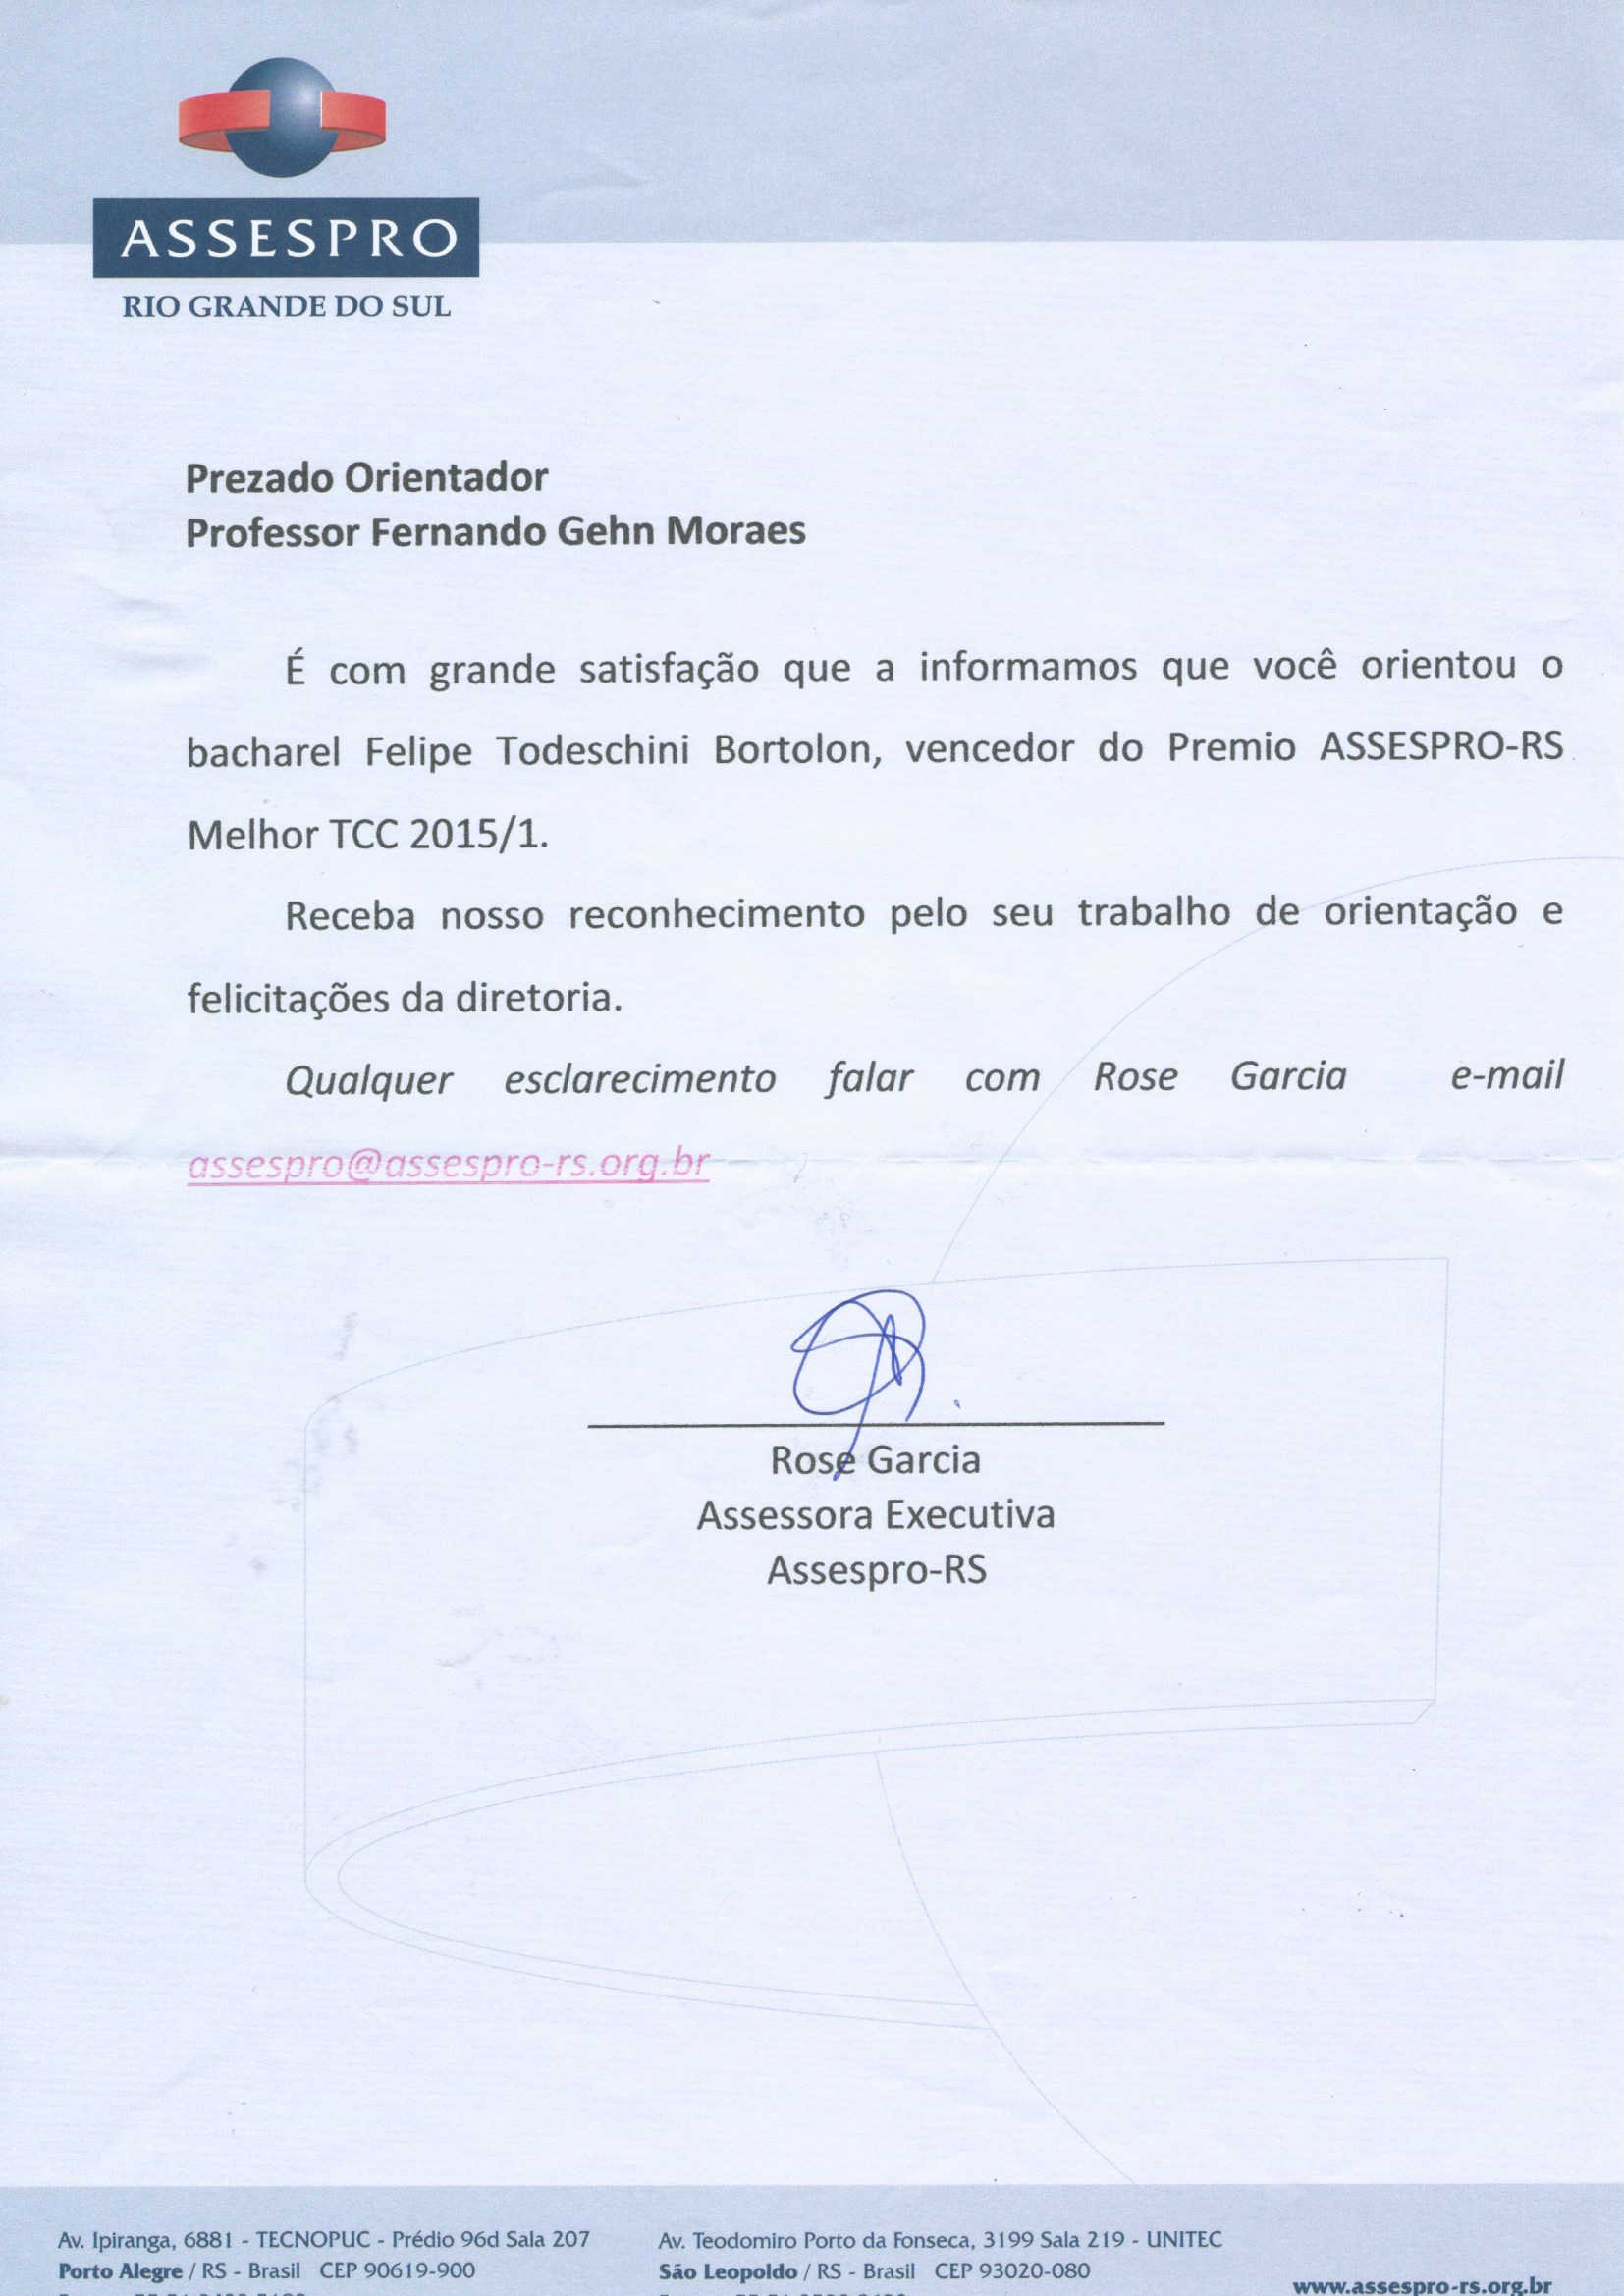 ASSESPRO
RIO GRANDE DO SUL
Prezado Orientador
Professor Fernando Gehn Moraes
É com grande satisfação que a informamos que você orientou o
bacharel Felipe Todeschini Bortolon, vencedor do Premio ASSESPRO-RS
Melhor TCC 2015/1.
Receba nosso reconhecimento pelo seu trabalho de orientação e
felicitações da diretoria.
Qualquer esclarecimento falar com Rose Garcia e-mail
assespro@assespro-rs.org.br
Rose Garcia
Assessora Executiva
Assespro-RS
Av. Ipiranga, 6881 - TECNOPUC - Prédio 96d Sala 207
Porto Alegre / RS - Brasil CEP 90619-900
Av. Teodomiro Porto da Fonseca, 3199 Sala 219 - UNITEC
São Leopoldo / RS - Brasil CEP 93020-080
www.assespro-rs.org.br